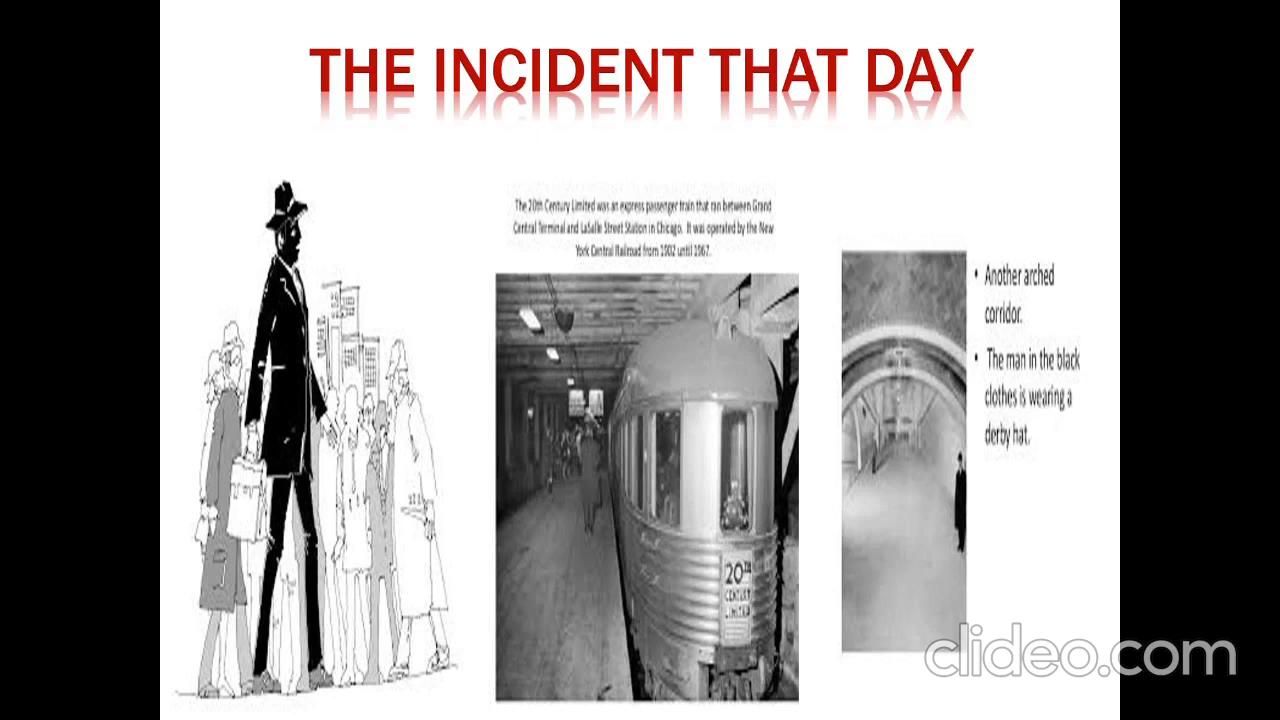 THE INCIDENT THAT DAY
The 20th Century Limited was an express passenger train that ran between Grand
Central Terminal and LaSalle Street Station in Chicago. It was operated by the New
York Central Railroad from 1902 until 1967.
• Another arched
corridor.
• The man in the black
clothes is wearing a
derby hat.
20TH
CENTURY
LIMITED
clideo.com